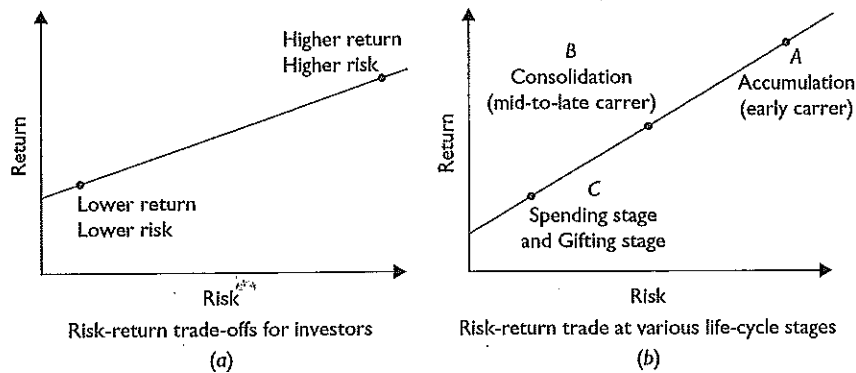 Return
Higher return
Higher risk
Lower return
Lower risk
Risk
Risk-return trade-offs for investors
(a)
Return
B
Consolidation
(mid-to-late carrer)
A
Accumulation
(early carrer)
C
Spending stage
and Gifting stage
Risk
Risk-return trade at various life-cycle stages
(b)